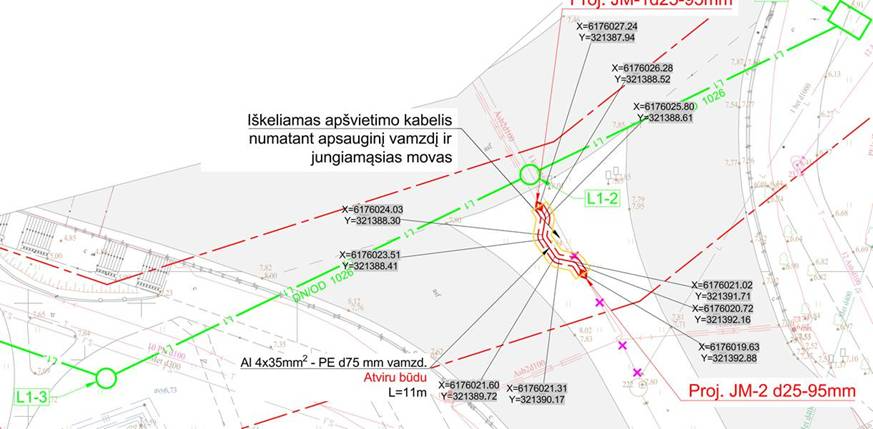 Proj. JM-1d25-95mm
X=6176027.24
Y=321387.94
X=6176026.28
Y=321388.52
X=6176025.80
Y=321388.61
1026
Iškeliamas apšvietimo kabelis
numatant apsauginį vamzdį ir
jungiamąsias movas
L1-2
X=6176024.03
Y=321388.30
X=6176023.51
Y=321388.41
DN/OD 1026
X=6176021.02
Y=321391.71
X=6176020.72
Y=321392.16
X=6176019.63
Y=321392.88
Al 4x35mm² - PE d75 mm vamzd.
Atviru būdu
L=11m
X=6176021.60
Y=321389.72
X=6176021.31
Y=321390.17
Proj. JM-2 d25-95mm
L1-3